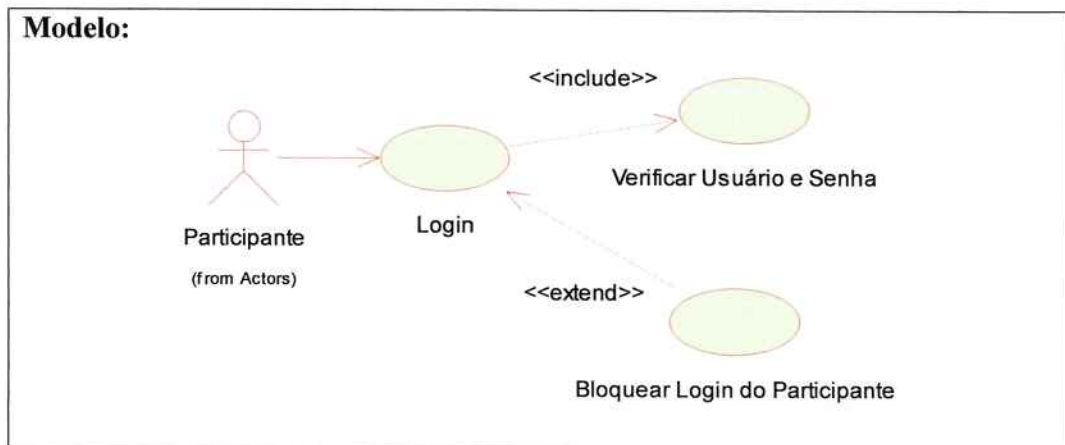 Modelo:
<<include>>
Verificar Usuário e Senha
Login
Participante
(from Actors)
<<extend>>
Bloquear Login do Participante